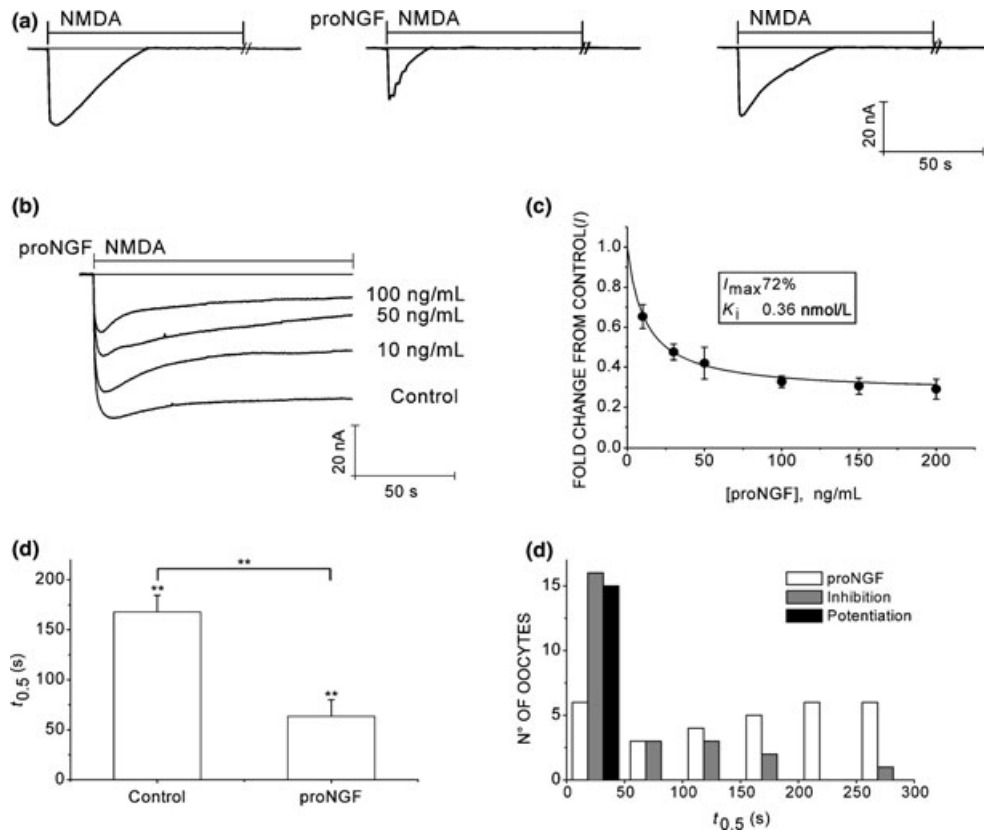 (a)
NMDA
proNGF NMDA
NMDA
20 nA
50 s
(b)
proNGF NMDA
100 ng/mL
50 ng/mL
10 ng/mL
Control
20 nA
50 s
(c)
FOLD CHANGE FROM CONTROL(I)
1.0
0.8
0.6
0.4
0.2
0.0
Imax 72%
Ki 0.36 nmol/L
0 50 100 150 200
[proNGF], ng/mL
(d)
t0.5 (s)
200
150
100
50
0
**
**
**
Control proNGF
(d)
N° OF OOCYTES
15
10
5
0
proNGF
Inhibition
Potentiation
0 50 100 150 200 250 300
t0.5 (s)